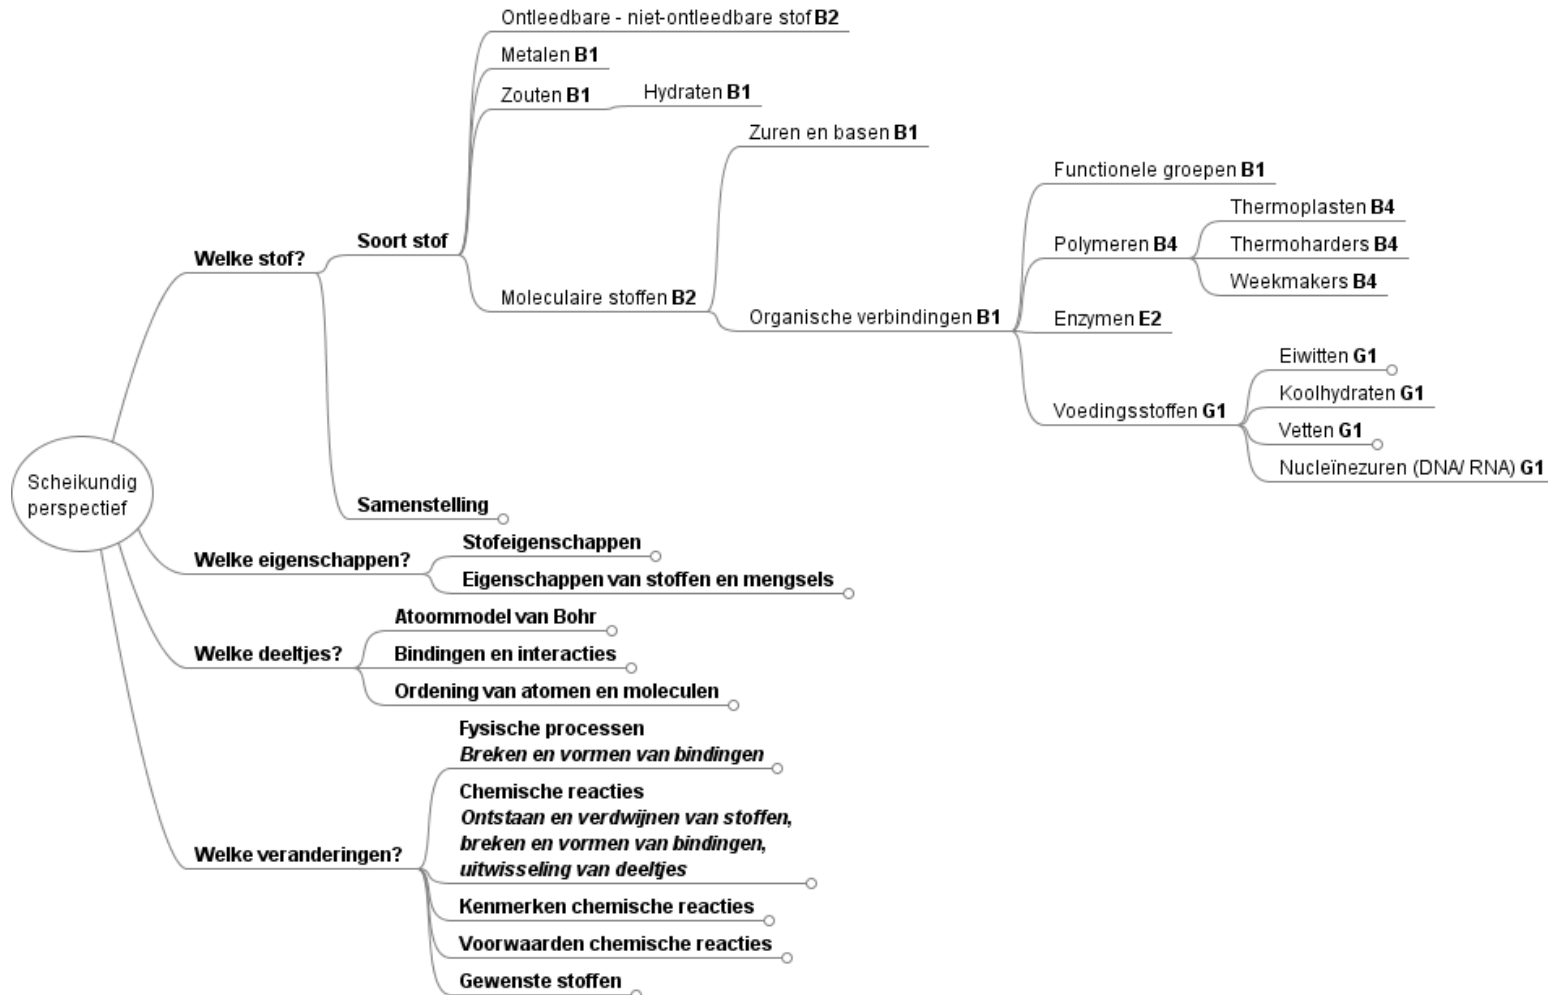 Ontleedbare - niet-ontleedbare stof B2
Metalen B1
Zouten B1
Hydraten B1
Zuren en basen B1
Functionele groepen B1
Thermoplasten B4
Soort stof
Polymeren B4
Thermoharders B4
Welke stof?
Weekmakers B4
Moleculaire stoffen B2
Organische verbindingen B1
Enzymen E2
Eiwitten G1
Koolhydraten G1
Voedingsstoffen G1
Vetten G1
Nucleïnezuren (DNA/ RNA) G1
Scheikundig
perspectief
Samenstelling
Stofeigenschappen
Welke eigenschappen?
Eigenschappen van stoffen en mengsels
Atoommodel van Bohr
Welke deeltjes?
Bindingen en interacties
Ordening van atomen en moleculen
Fysische processen
Breken en vormen van bindingen
Chemische reacties
Ontstaan en verdwijnen van stoffen,
breken en vormen van bindingen,
uitwisseling van deeltjes
Welke veranderingen?
Kenmerken chemische reacties
Voorwaarden chemische reacties
Gewenste stoffen